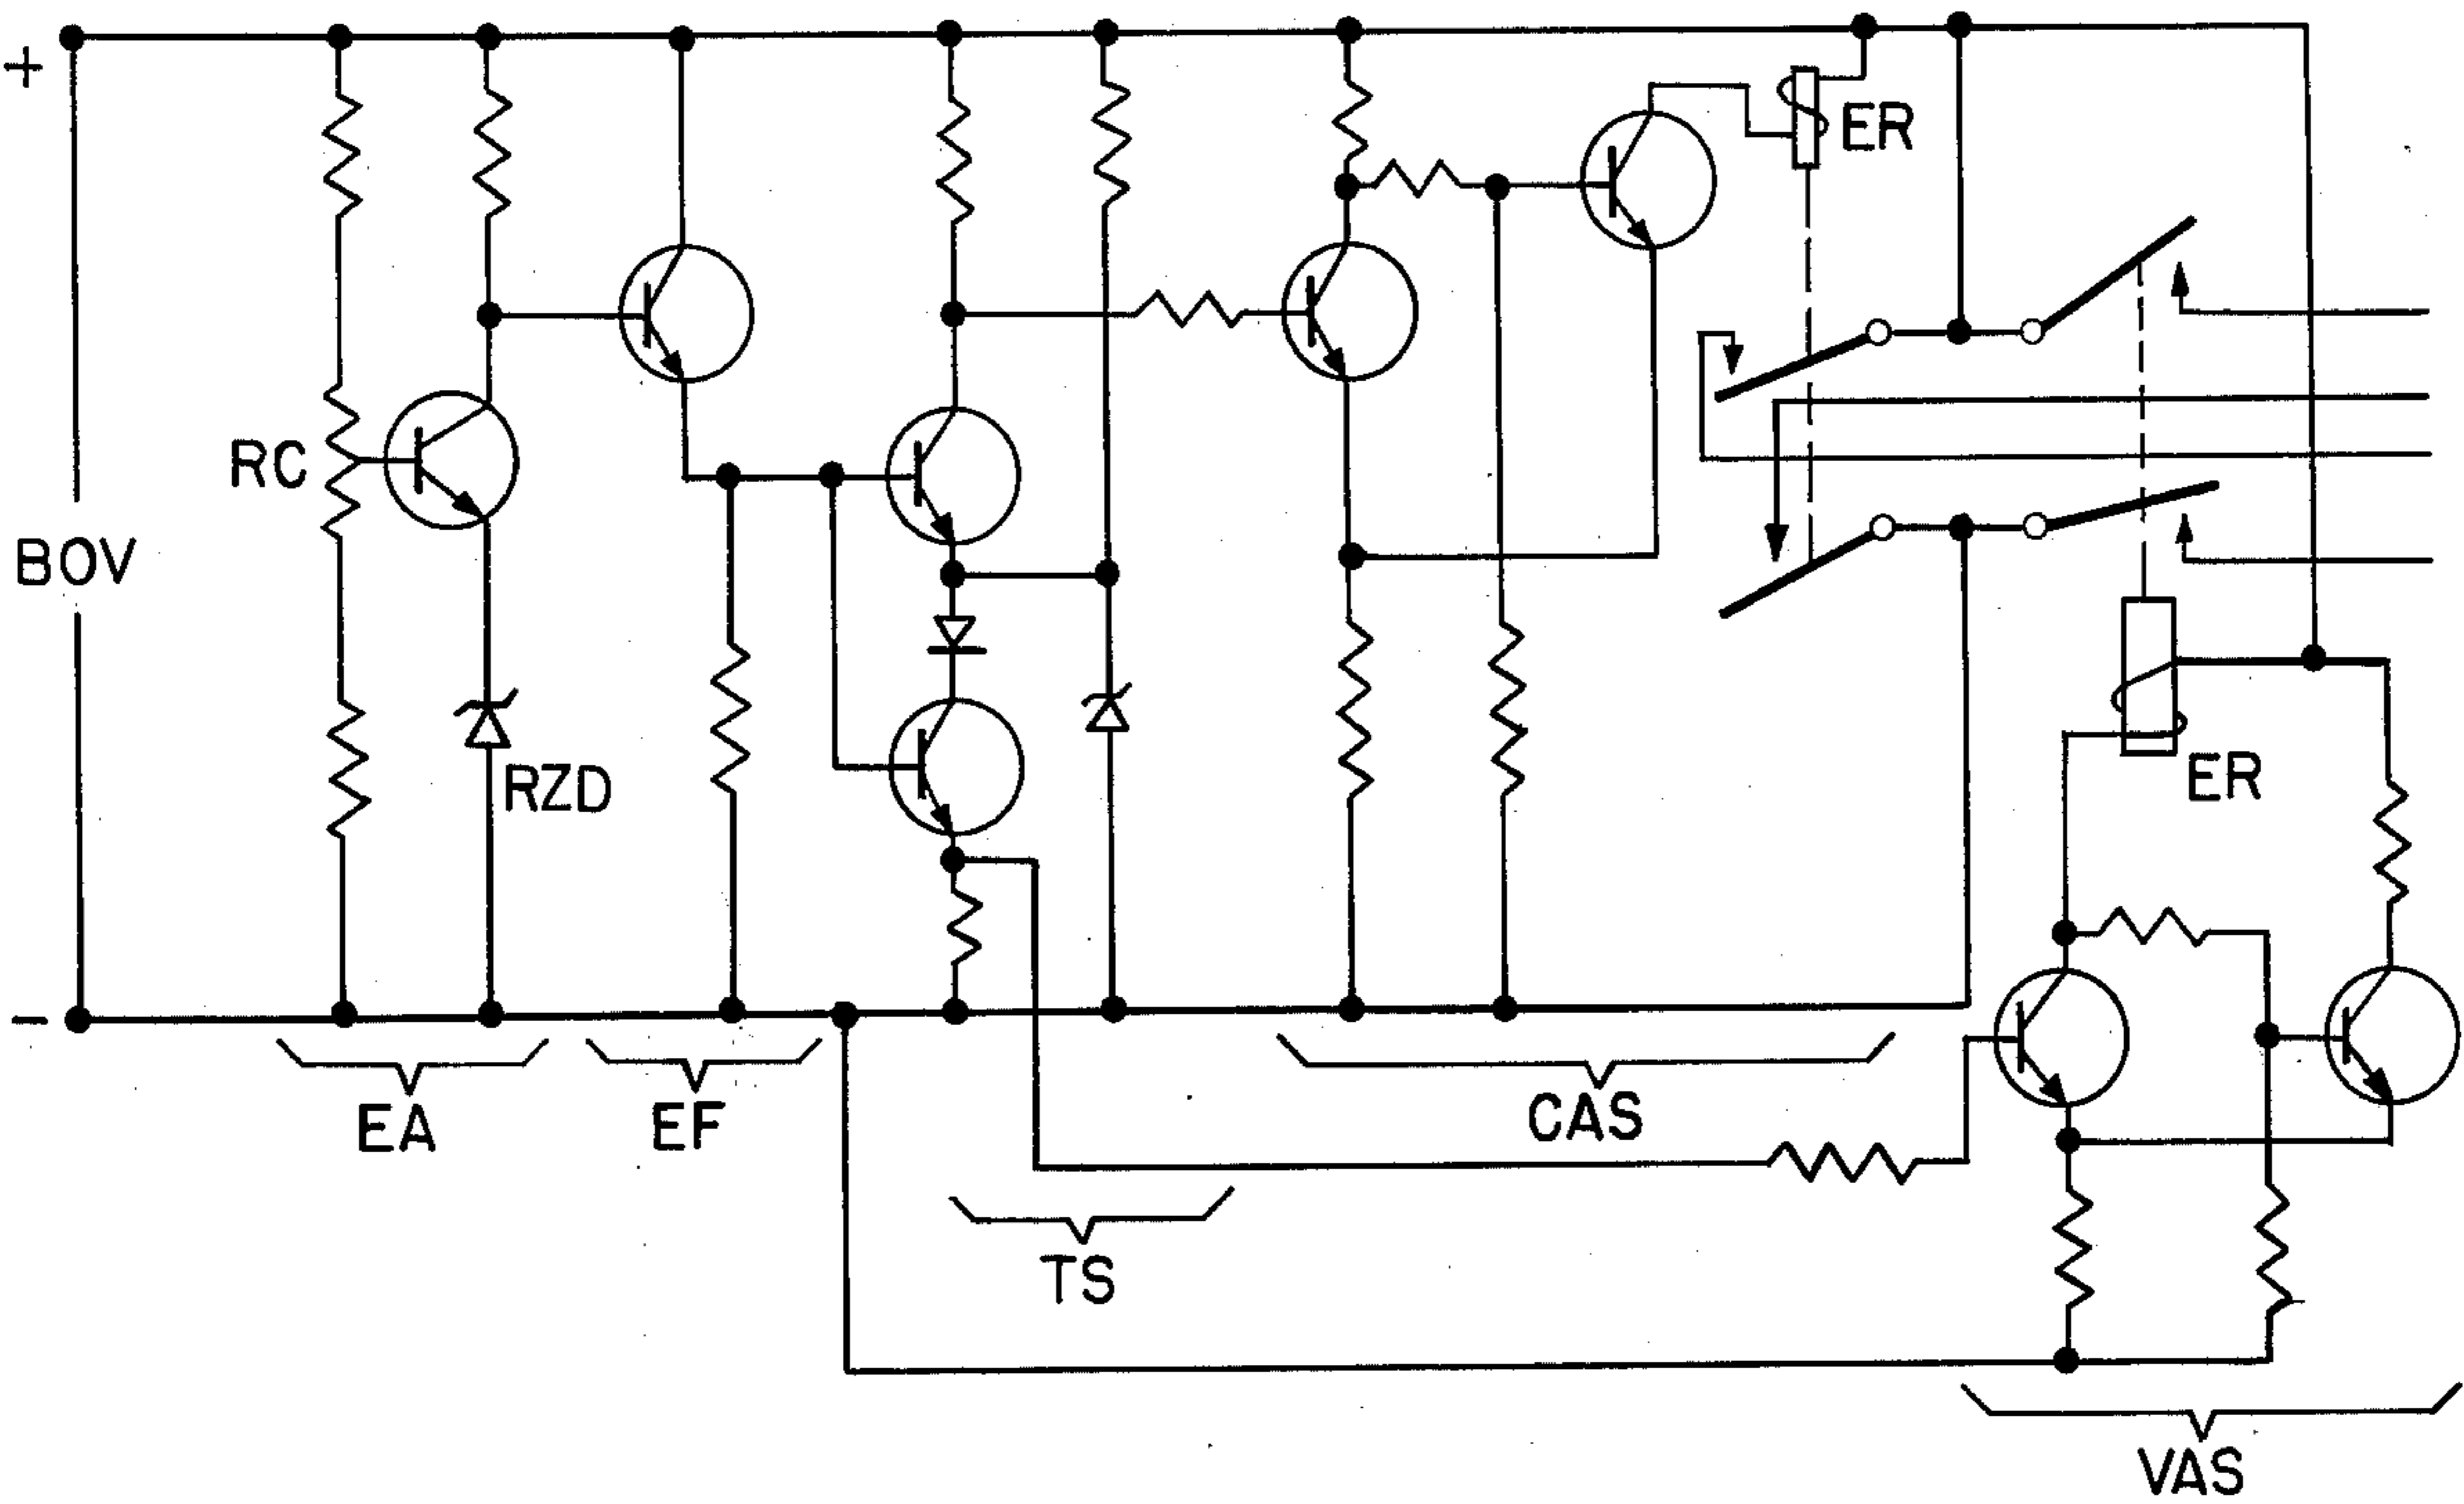 +
ER
RC
BOV
RZD
ER
-
EA
EF
CAS
TS
VAS